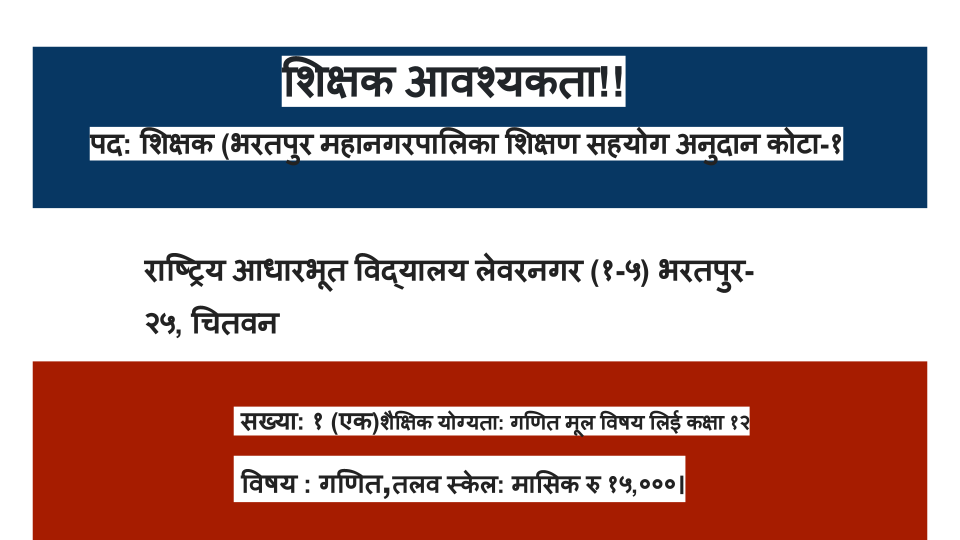 शिक्षक आवश्यकता!!
पद: शिक्षक (भरतपुर महानगरपालिका शिक्षण सहयोग अनुदान कोटा-१
राष्ट्रिय आधारभूत विद्यालय लेवरनगर (१-५) भरतपुर-
२५, चितवन
सख्या: १ (एक)शैक्षिक योग्यता: गणित मूल विषय लिई कक्षा १२
विषय : गणित,तलव स्केल: मासिक रु १५,०००।